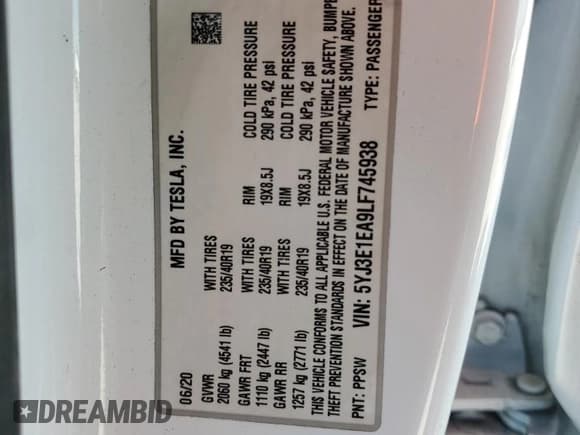 06/20 MFD BY TESLA, INC.
GVWR WITH TIRES RIM COLD TIRE PRESSURE
2060 kg (4541 lb) 235/40R19 19X8.5J 290 kPa, 42 psi
GAWR FRT WITH TIRES RIM COLD TIRE PRESSURE
1110 kg (2447 lb) 235/40R19 19X8.5J 290 kPa, 42 psi
GAWR RR
1257 kg (2771 lb) 235/40R19
THIS VEHICLE CONFORMS TO ALL APPLICABLE U.S. FEDERAL MOTOR VEHICLE SAFETY, BUMPE
THEFT PREVENTION STANDARDS IN EFFECT ON THE DATE OF MANUFACTURE SHOWN ABOVE.
PNT: PPSW VIN: 5YJ3E1EA9LF745938 TYPE: PASSENGER
DREAMBID